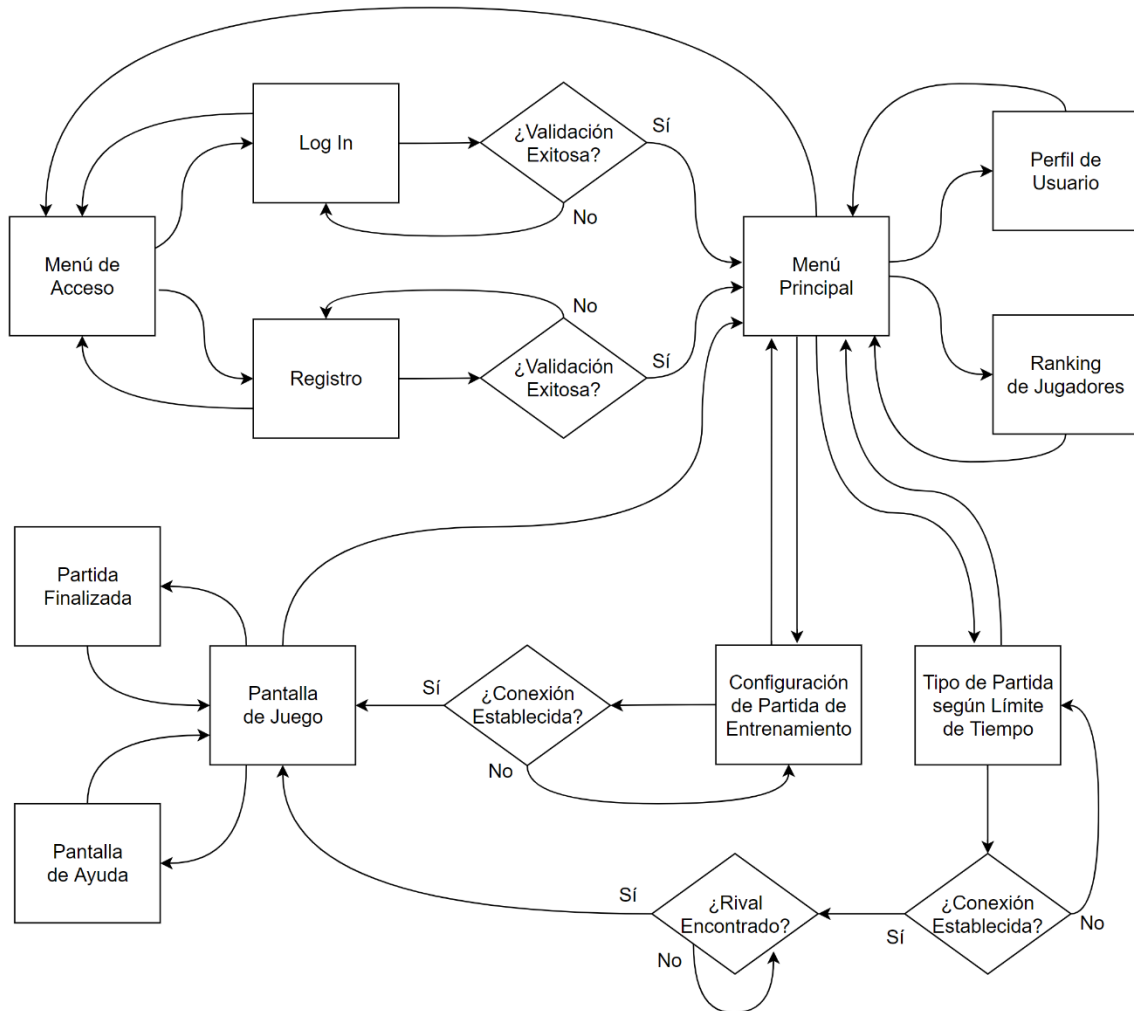 Log In
¿Validación
Exitosa?
Sí
No
Perfil de
Usuario
Menú de
Acceso
Menú
Principal
Registro
¿Validación
Exitosa?
No
Sí
Ranking
de Jugadores
Partida
Finalizada
Pantalla
de Juego
Sí
¿Conexión
Establecida?
No
Configuración
de Partida de
Entrenamiento
Tipo de Partida
según Límite
de Tiempo
Pantalla
de Ayuda
Sí
¿Rival
Encontrado?
No
Sí
¿Conexión
Establecida?
No